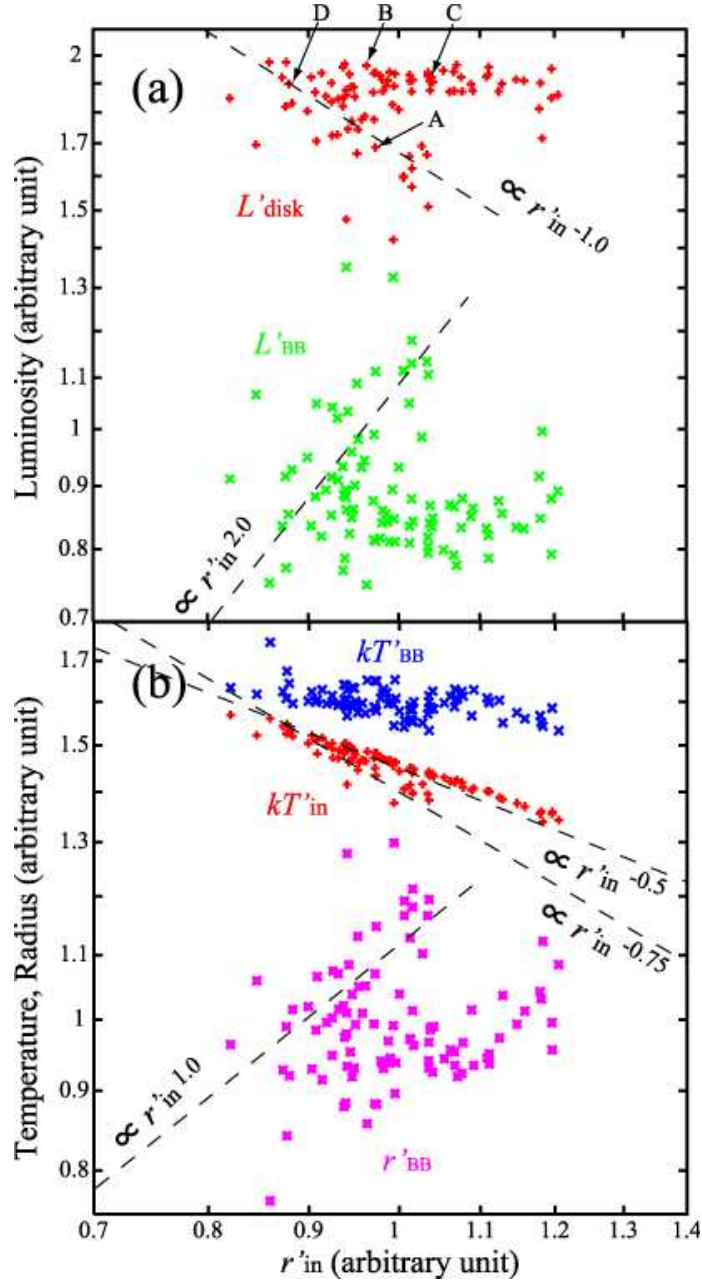 D B C
2
(a)
A
1.7
L'disk
1.5
∝ r'in -1.0
1.3
L'BB
1.1
1
0.9
0.8
∝ r'in 2.0
0.7
Luminosity (arbitrary unit)
1.7
(b)
kT'BB
1.5
kT'in
1.3
∝ r'in -0.5
∝ r'in -0.75
1.1
1
0.9
∝ r'in 1.0
r'BB
0.8
Temperature, Radius (arbitrary unit)
0.7 0.8 0.9 1 1.1 1.2 1.3 1.4
r'in (arbitrary unit)